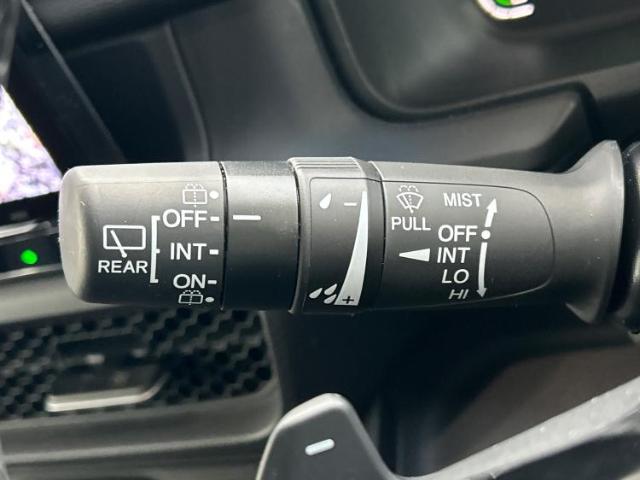 OFF
INT
ON
REAR
−
+
PULL
MIST
OFF
INT
LO
HI